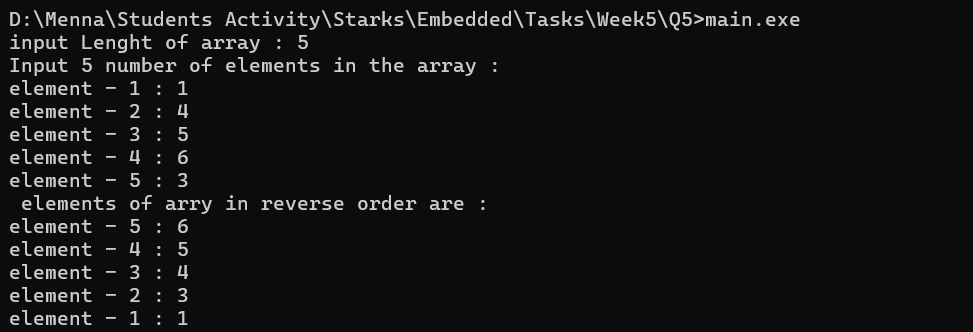 D:\Menna\Students Activity\Starks\Embedded\Tasks\Week5\Q5>main.exe
input Lenght of array : 5
Input 5 number of elements in the array :
element - 1 : 1
element - 2 : 4
element - 3 : 5
element - 4 : 6
element - 5 : 3
 elements of arry in reverse order are :
element - 5 : 6
element - 4 : 5
element - 3 : 4
element - 2 : 3
element - 1 : 1